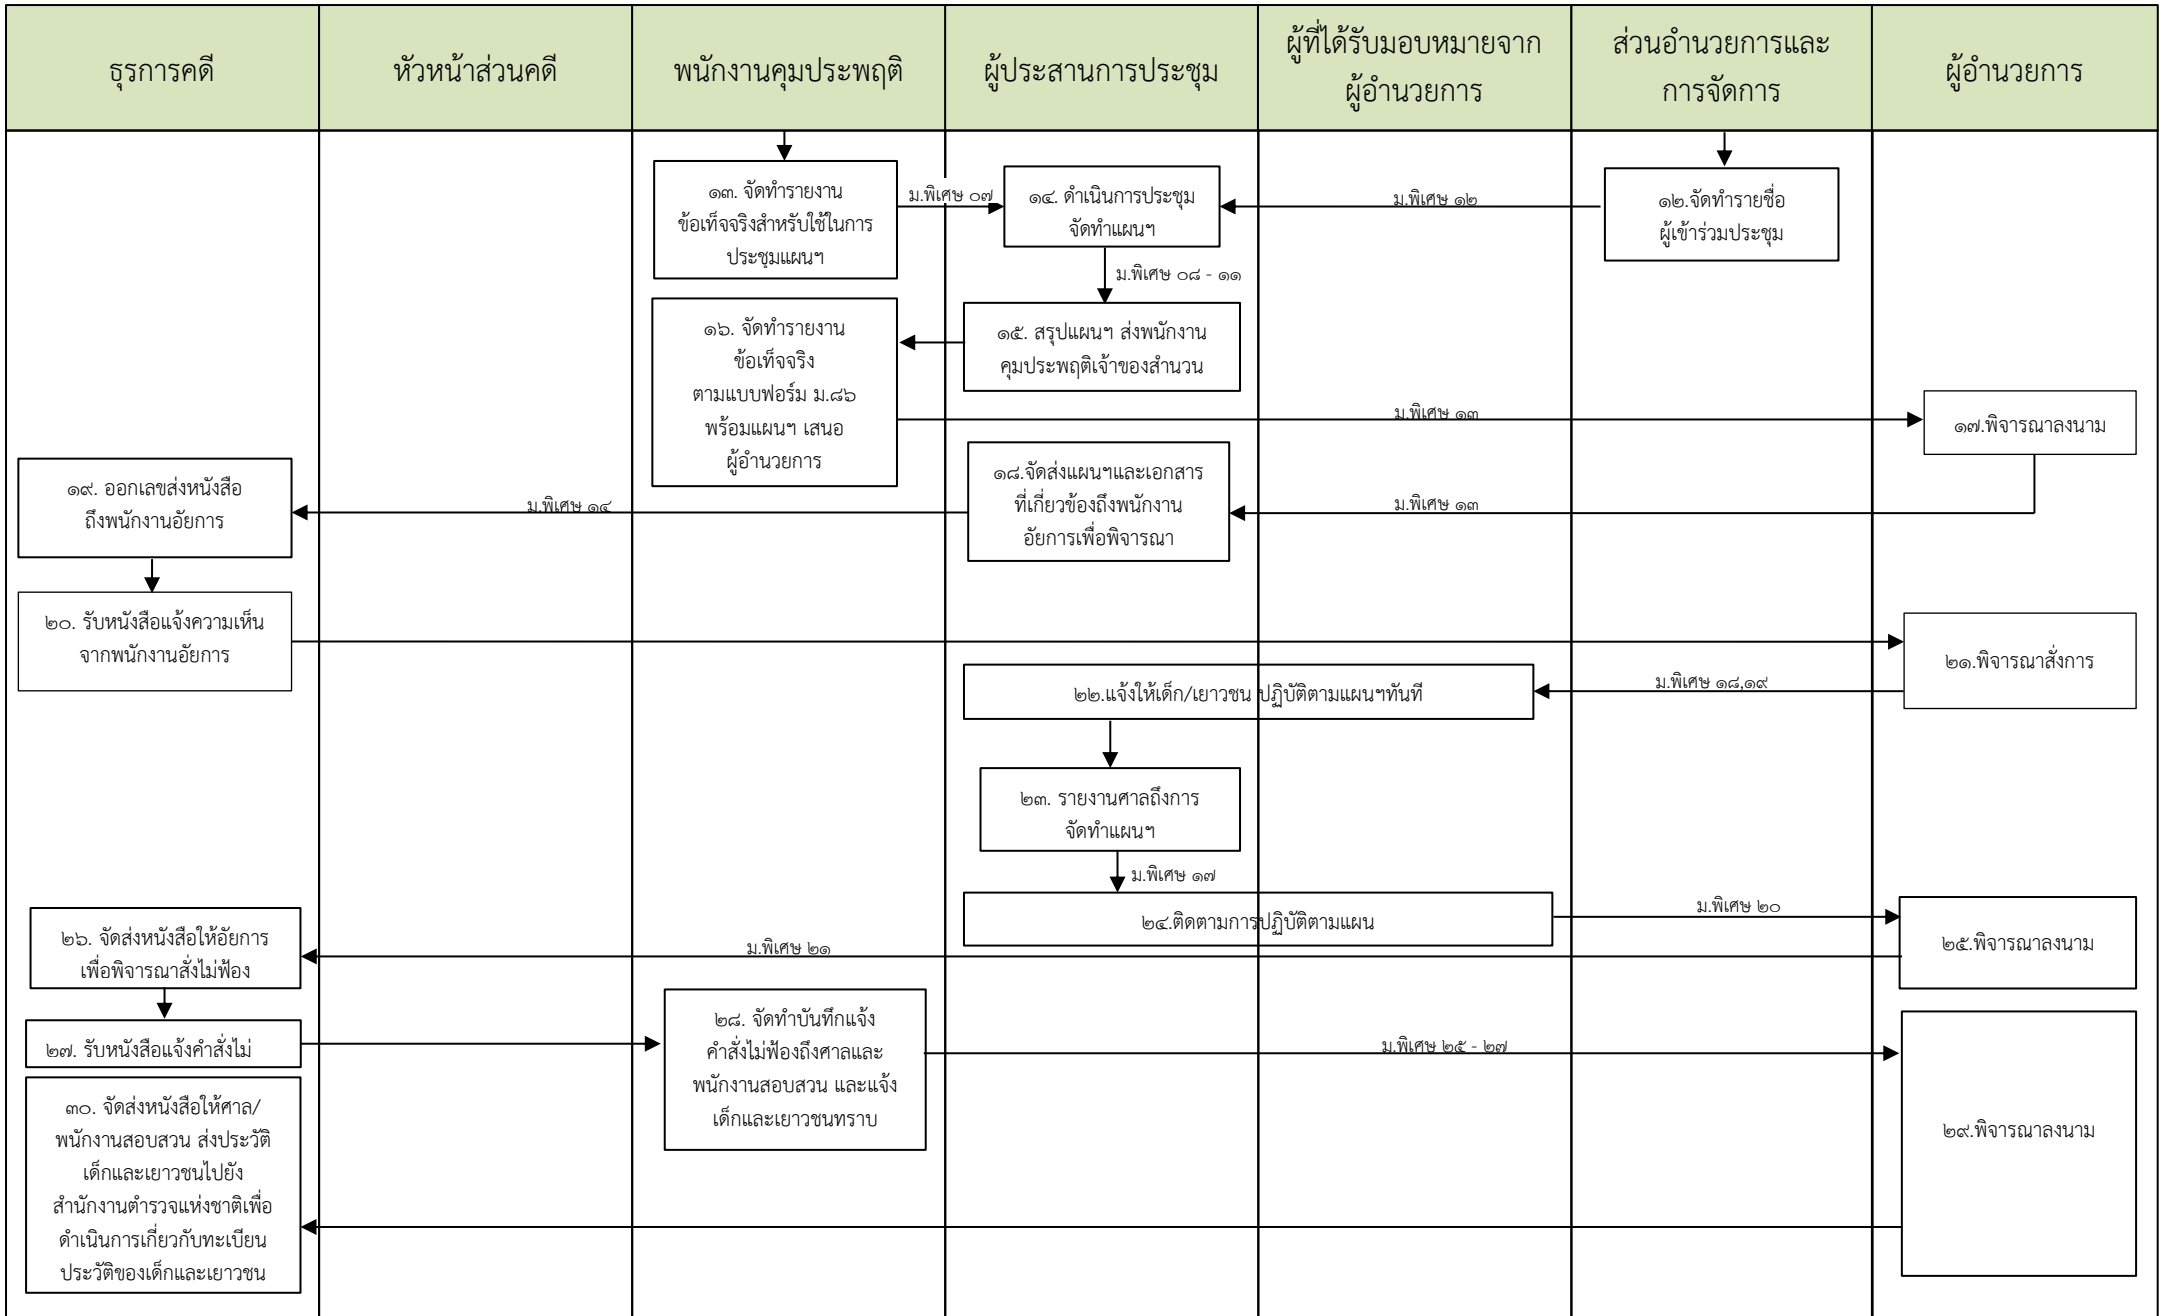 ธุรการคดี
หัวหน้าส่วนคดี
พนักงานคุมประพฤติ
ผู้ประสานการประชุม
ผู้ที่ได้รับมอบหมายจาก
ผู้อำนวยการ
ส่วนอำนวยการและ
การจัดการ
ผู้อำนวยการ
๑๓. จัดทำรายงาน
ข้อเท็จจริงสำหรับใช้ในการ
ประชุมแผนฯ
ม.พิเศษ ๐๗
๑๔. ดำเนินการประชุม
จัดทำแผนฯ
ม.พิเศษ ๑๒
๑๒.จัดทำรายชื่อ
ผู้เข้าร่วมประชุม
ม.พิเศษ ๐๘ - ๑๑
๑๖. จัดทำรายงาน
ข้อเท็จจริง
ตามแบบฟอร์ม ม.๘๖
พร้อมแผนฯ เสนอ
ผู้อำนวยการ
๑๕. สรุปแผนฯ ส่งพนักงาน
คุมประพฤติเจ้าของสำนวน
ม.พิเศษ ๑๓
๑๗.พิจารณาลงนาม
๑๙. ออกเลขส่งหนังสือ
ถึงพนักงานอัยการ
ม.พิเศษ ๑๔
๑๘.จัดส่งแผนฯและเอกสาร
ที่เกี่ยวข้องถึงพนักงาน
อัยการเพื่อพิจารณา
ม.พิเศษ ๑๓
๒๐. รับหนังสือแจ้งความเห็น
จากพนักงานอัยการ
๒๑.พิจารณาสั่งการ
๒๒.แจ้งให้เด็ก/เยาวชน ปฏิบัติตามแผนฯทันที
ม.พิเศษ ๑๘,๑๙
๒๓. รายงานศาลถึงการ
จัดทำแผนฯ
ม.พิเศษ ๑๗
๒๔.ติดตามการปฏิบัติตามแผน
ม.พิเศษ ๒๐
๒๕.พิจารณาลงนาม
๒๖. จัดส่งหนังสือให้อัยการ
เพื่อพิจารณาสั่งไม่ฟ้อง
ม.พิเศษ ๒๑
๒๗. รับหนังสือแจ้งคำสั่งไม่
๒๘. จัดทำบันทึกแจ้ง
คำสั่งไม่ฟ้องถึงศาลและ
พนักงานสอบสวน และแจ้ง
เด็กและเยาวชนทราบ
ม.พิเศษ ๒๕ - ๒๗
๒๙.พิจารณาลงนาม
๓๐. จัดส่งหนังสือให้ศาล/
พนักงานสอบสวน ส่งประวัติ
เด็กและเยาวชนไปยัง
สำนักงานตำรวจแห่งชาติเพื่อ
ดำเนินการเกี่ยวกับทะเบียน
ประวัติของเด็กและเยาวชน